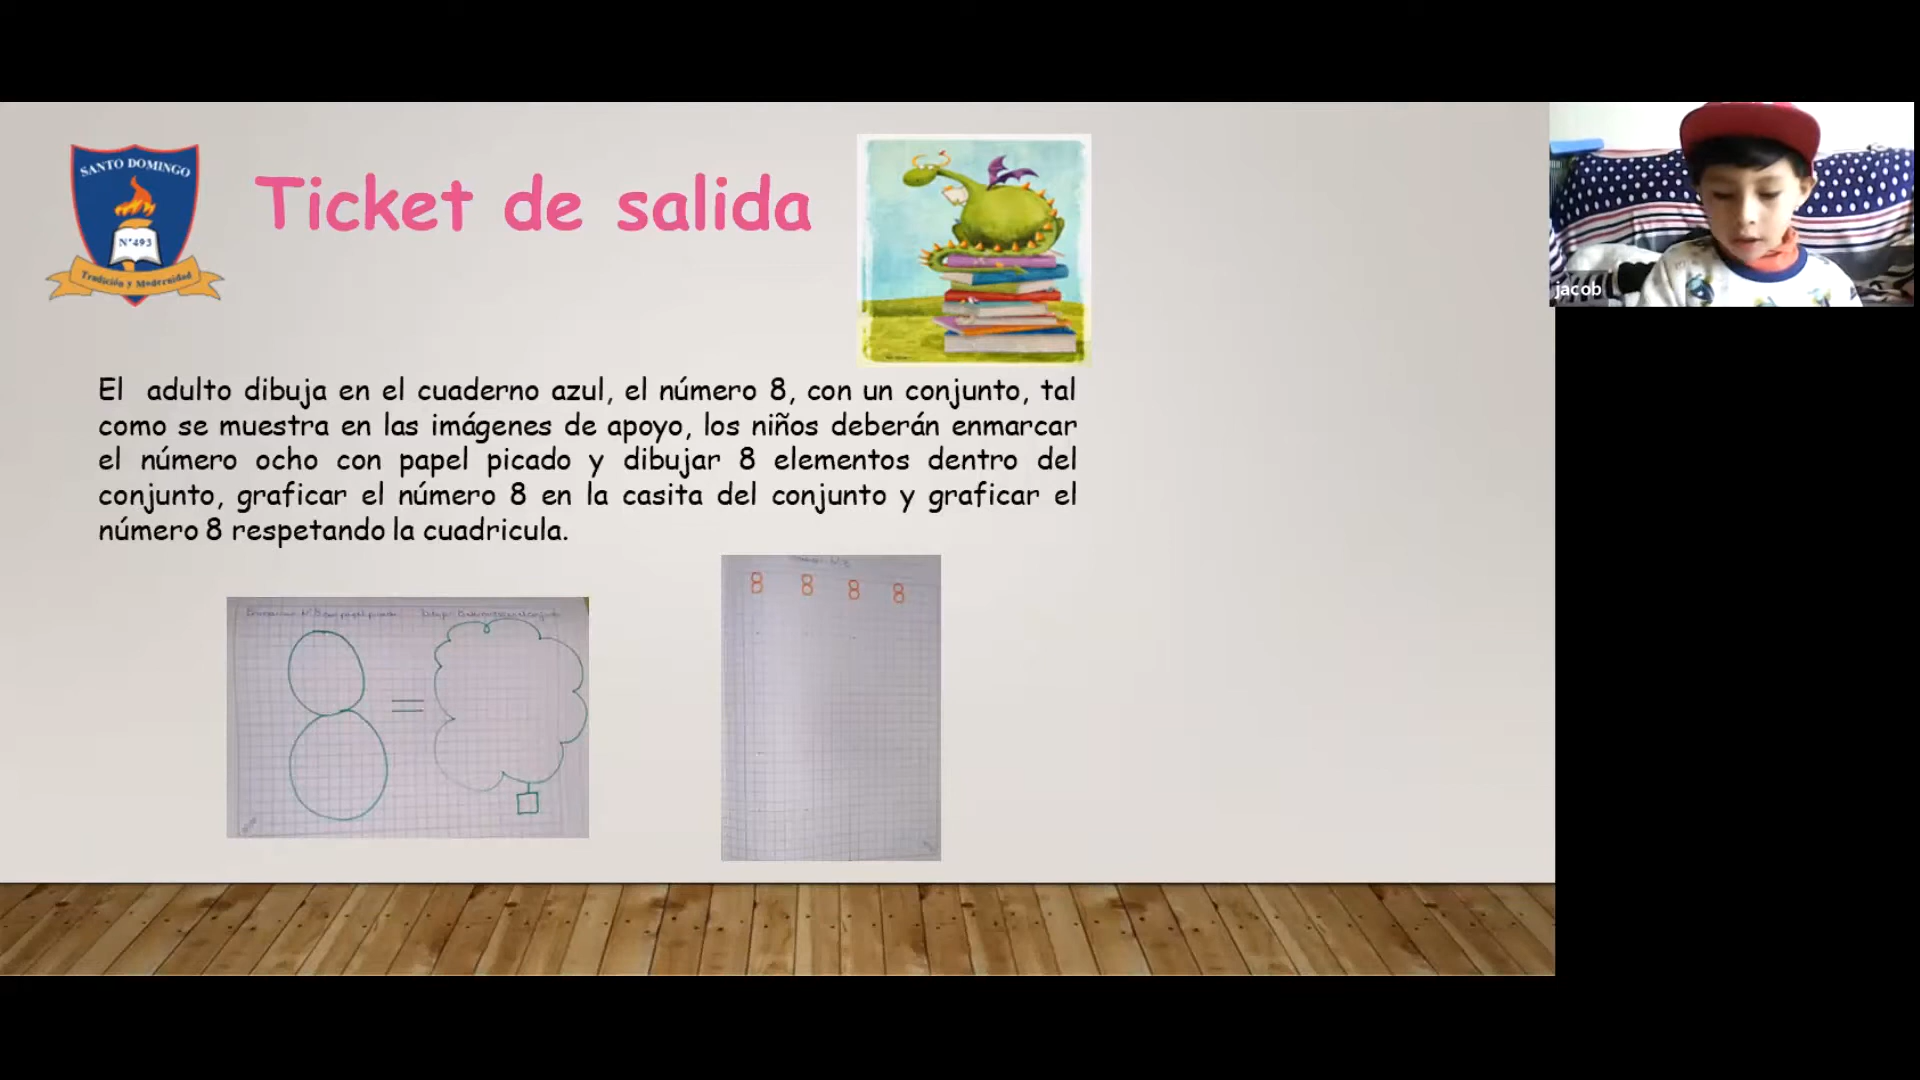 SANTO DOMINGO
N°493
Tradición y Modernidad
Ticket de salida
jacob
El adulto dibuja en el cuaderno azul, el número 8, con un conjunto, tal
como se muestra en las imágenes de apoyo, los niños deberán enmarcar
el número ocho con papel picado y dibujar 8 elementos dentro del
conjunto, graficar el número 8 en la casita del conjunto y graficar el
número 8 respetando la cuadricula.
8 8 8 8
8 =